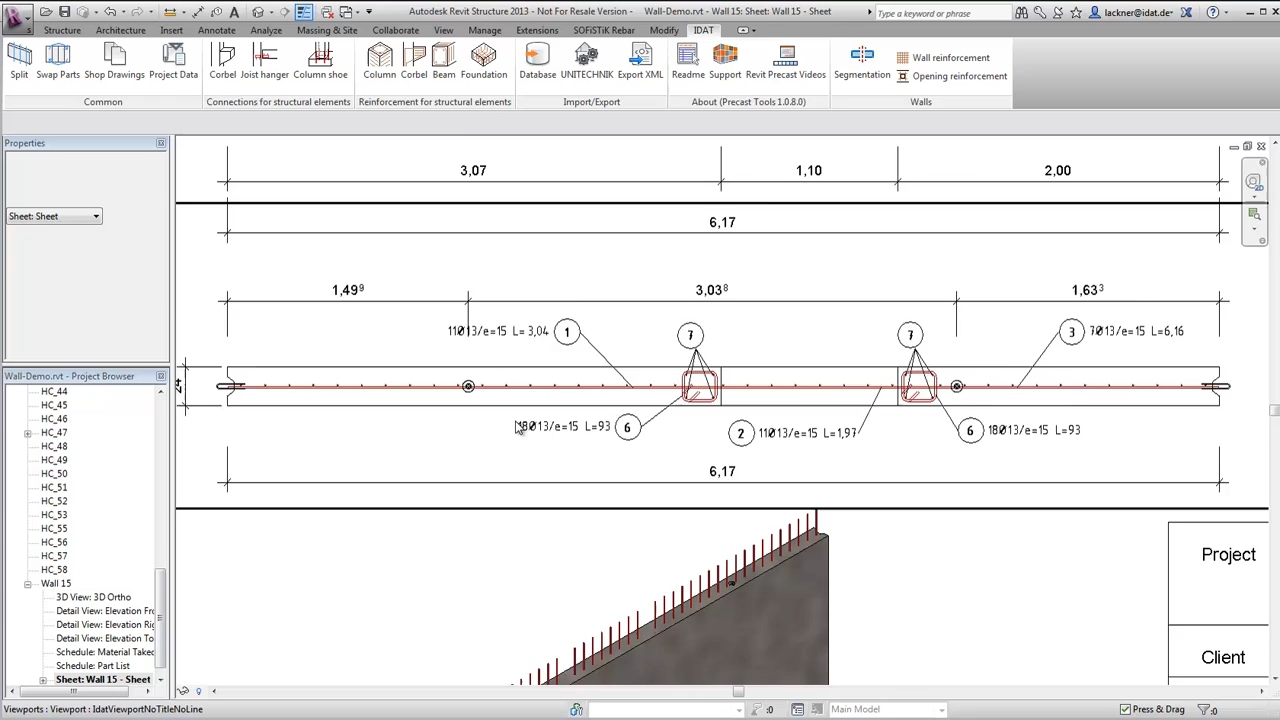 Autodesk Revit Structure 2013 - Not For Resale Version - Wall-Demo.rvt - Wall 15: Sheet: Wall 15 - Sheet
Type a keyword or phrase
lackner@idat.de
Structure Architecture Insert Annotate Analyze Massing & Site Collaborate View Manage Extensions SOFiSTiK Rebar Modify IDAT
Split Swap Parts Shop Drawings Project Data Corbel Joist hanger Column shoe Column Corbel Beam Foundation Database UNITECHNIK Export XML Readme Support Revit Precast Videos Segmentation
Wall reinforcement
Opening reinforcement
Common Connections for structural elements Reinforcement for structural elements Import/Export About (Precast Tools 1.0.8.0) Walls
Properties
Sheet: Sheet
Wall-Demo.rvt - Project Browser
HC_44
HC_45
HC_46
HC_47
HC_48
HC_49
HC_50
HC_51
HC_52
HC_53
HC_55
HC_56
HC_57
HC_58
Wall 15
3D View: 3D Ortho
Detail View: Elevation Fro
Detail View: Elevation Rig
Detail View: Elevation To
Schedule: Material Takeo
Schedule: Part List
Sheet: Wall 15 - Sheet
3,07 1,10 2,00
6,17
1,49⁹ 3,03⁸ 1,63³
11Ø13/e=15 L=3,04 1 7 7 3 7Ø13/e=15 L=6,16
18Ø13/e=15 L=93 6 2 11Ø13/e=15 L=1,97 6 18Ø13/e=15 L=93
6,17
Project
Client
Viewports : Viewport : IdatViewportNoTitleNoLine
:0
Main Model
Press & Drag
:0